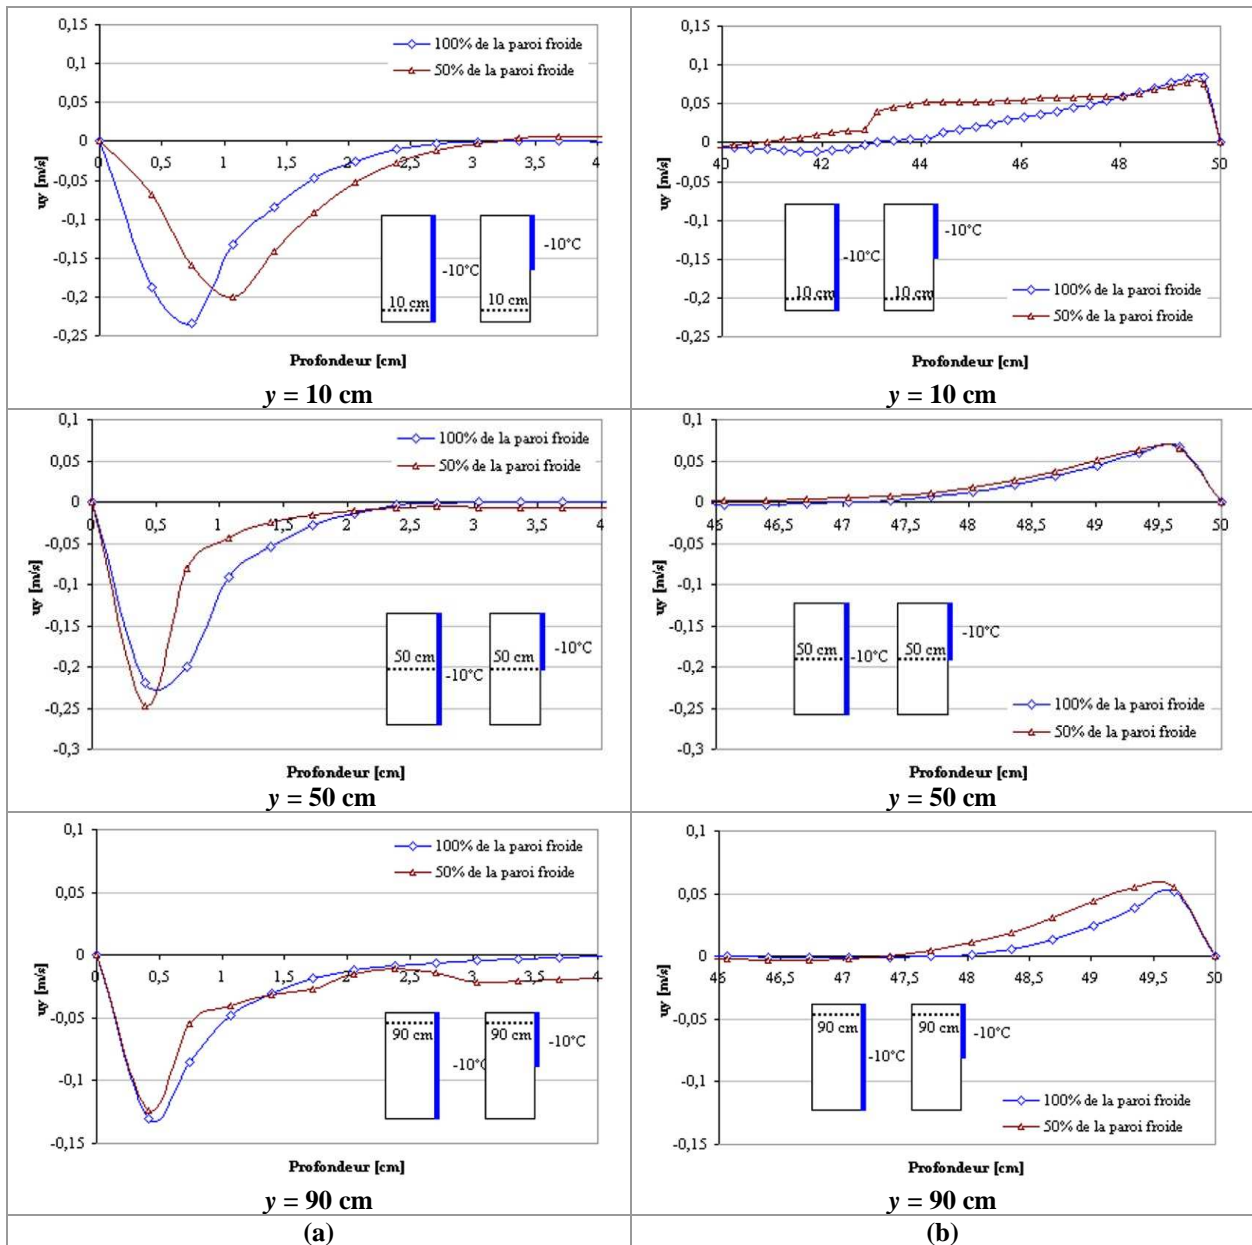 0,15
0,1
0,05
0
-0,05
-0,1
-0,15
-0,2
-0,25
uy [m/s]
0 0,5 1 1,5 2 2,5 3 3,5 4
100% de la paroi froide
50% de la paroi froide
-10°C
-10°C
10 cm
10 cm
Profondeur [cm]
y = 10 cm
0,15
0,1
0,05
0
-0,05
-0,1
-0,15
-0,2
-0,25
uy [m/s]
40 42 44 46 48 50
-10°C
-10°C
10 cm
10 cm
100% de la paroi froide
50% de la paroi froide
Profondeur [cm]
y = 10 cm
0,1
0,05
0
-0,05
-0,1
-0,15
-0,2
-0,25
-0,3
uy [m/s]
0 0,5 1 1,5 2 2,5 3 3,5 4
100% de la paroi froide
50% de la paroi froide
50 cm
50 cm
-10°C
-10°C
Profondeur [cm]
y = 50 cm
0,1
0,05
0
-0,05
-0,1
-0,15
-0,2
-0,25
-0,3
uy [m/s]
46 46,5 47 47,5 48 48,5 49 49,5 50
50 cm
50 cm
-10°C
-10°C
100% de la paroi froide
50% de la paroi froide
Profondeur [cm]
y = 50 cm
0,1
0,05
0
-0,05
-0,1
-0,15
uy [m/s]
0 0,5 1 1,5 2 2,5 3 3,5 4
100% de la paroi froide
50% de la paroi froide
90 cm
90 cm
-10°C
-10°C
Profondeur [cm]
y = 90 cm
0,1
0,05
0
-0,05
-0,1
-0,15
uy [m/s]
46 46,5 47 47,5 48 48,5 49 49,5 50
90 cm
90 cm
-10°C
-10°C
100% de la paroi froide
50% de la paroi froide
Profondeur [cm]
y = 90 cm
(a)
(b)